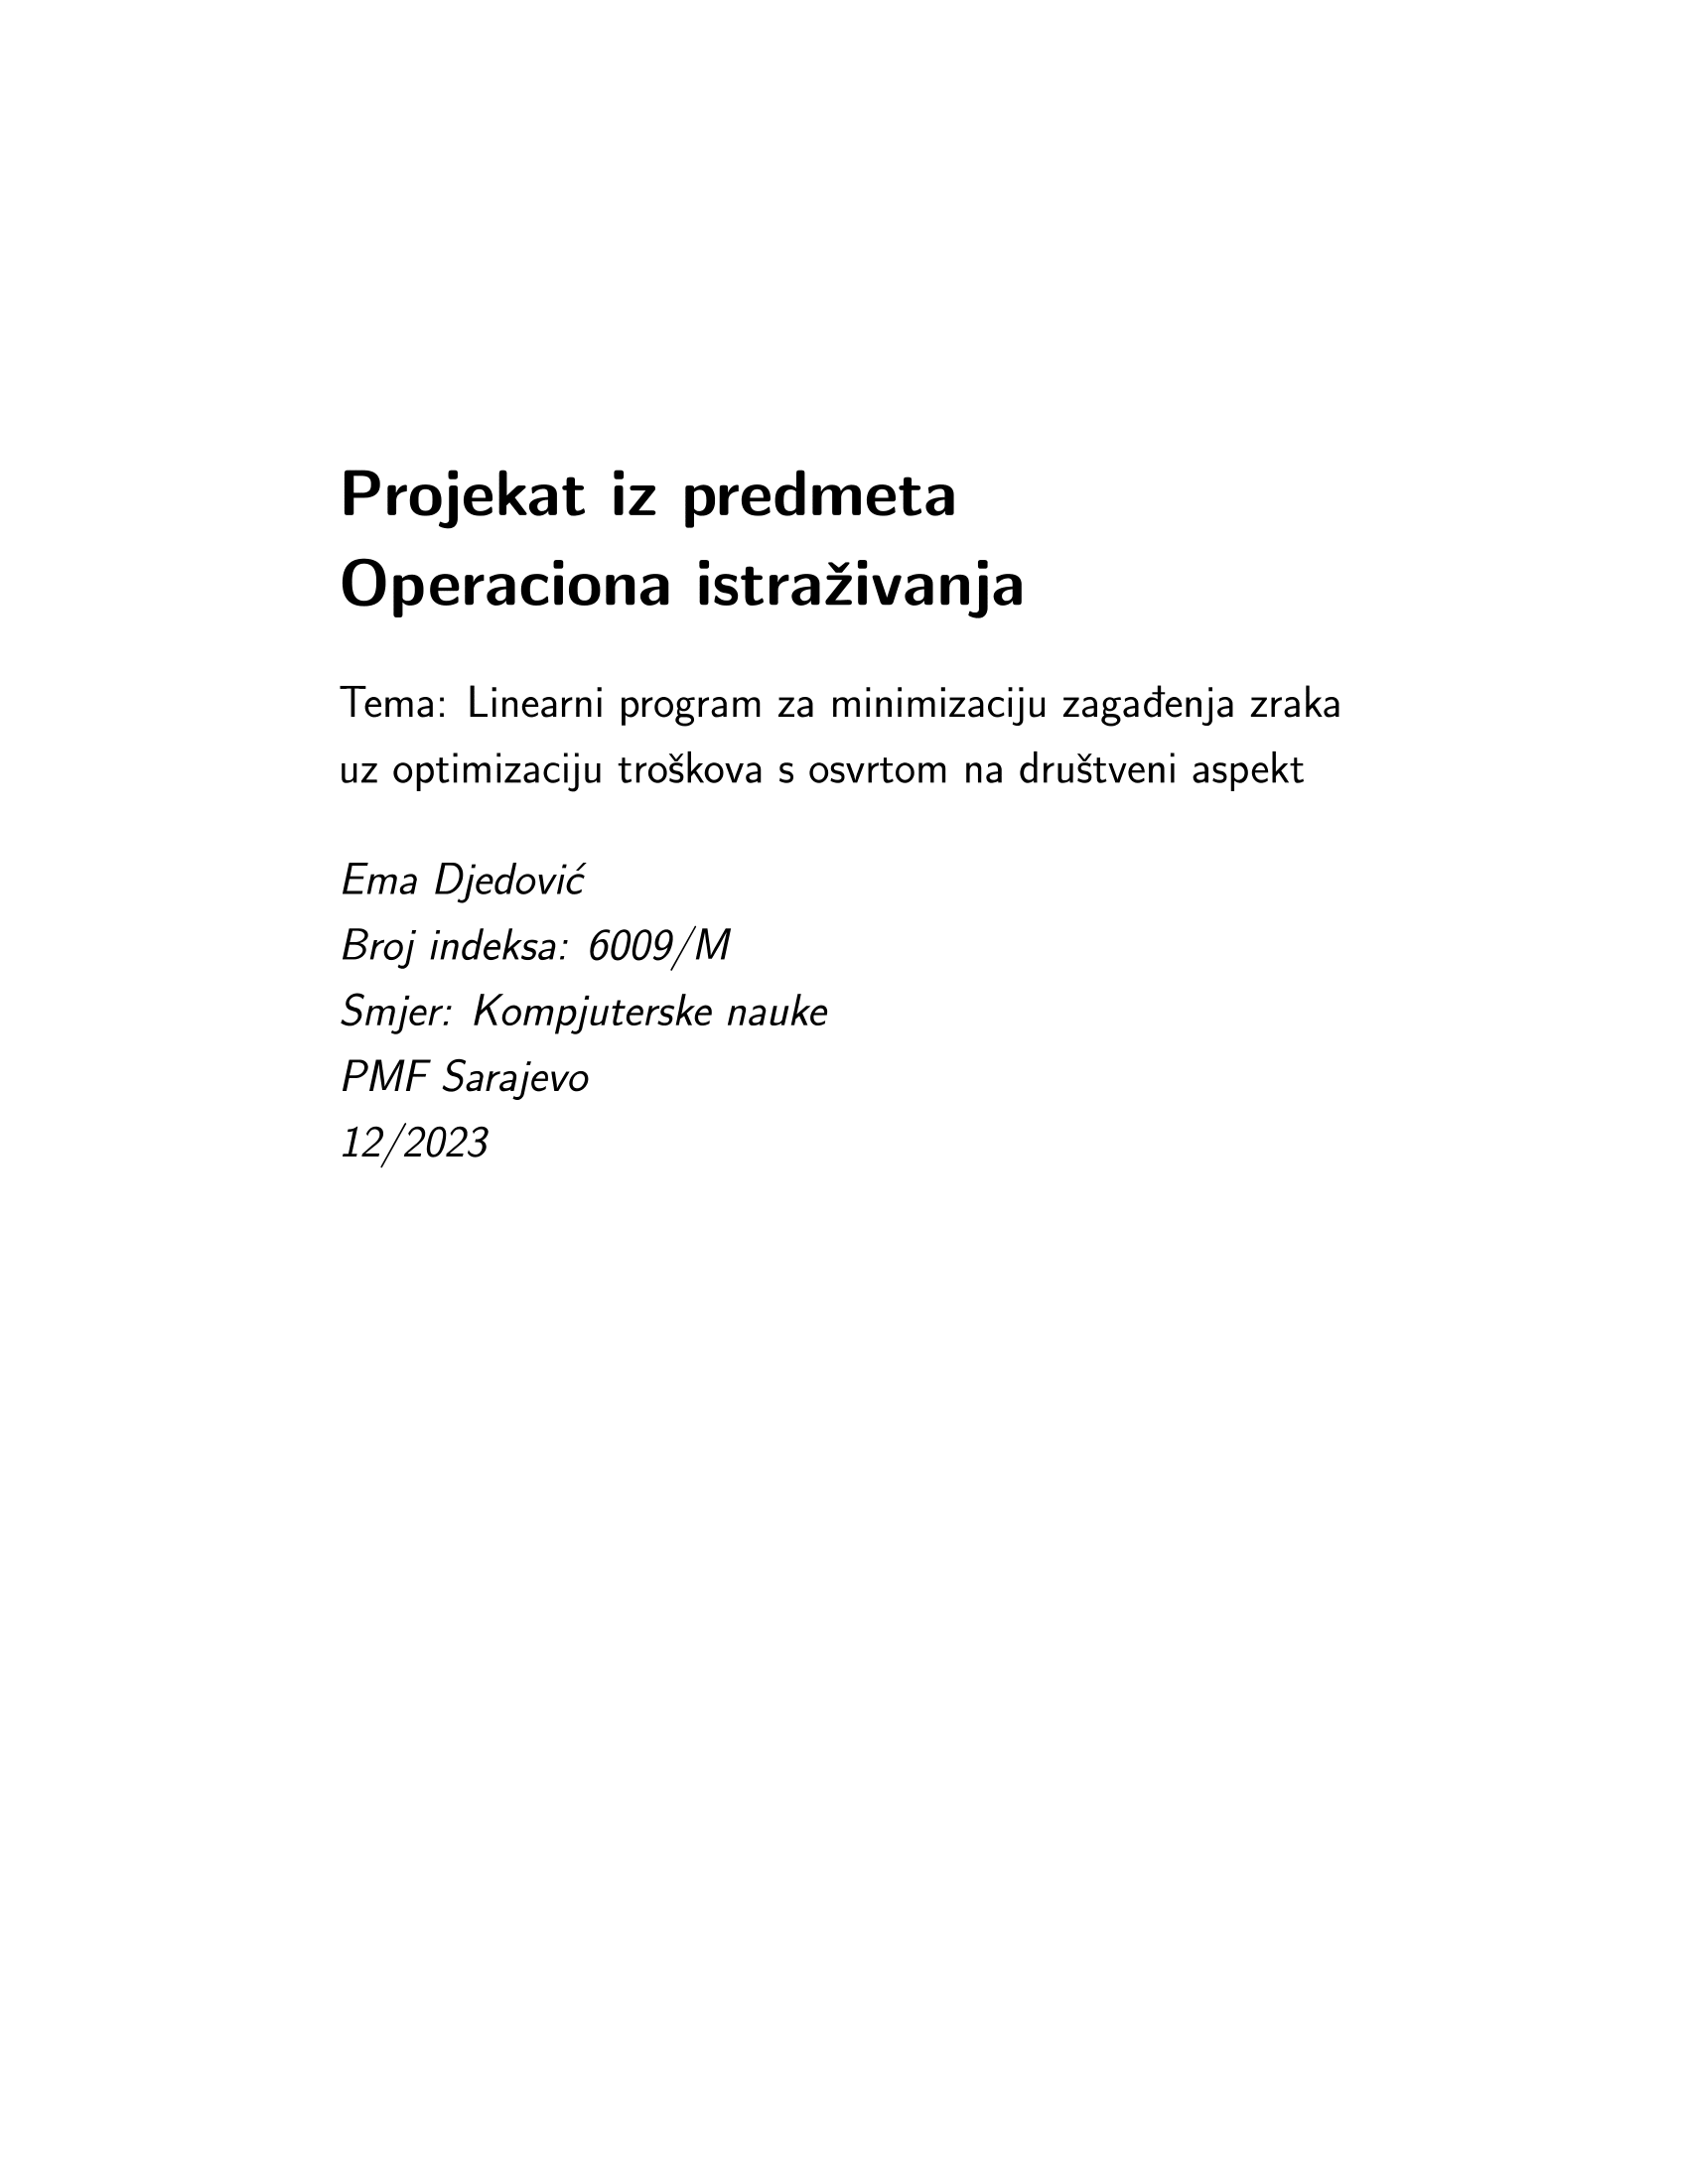 Projekat iz predmeta
Operaciona istraživanja
Tema: Linearni program za minimizaciju zagađenja zraka
uz optimizaciju troškova s osvrtom na društveni aspekt
Ema Djedović
Broj indeksa: 6009/M
Smjer: Kompjuterske nauke
PMF Sarajevo
12/2023